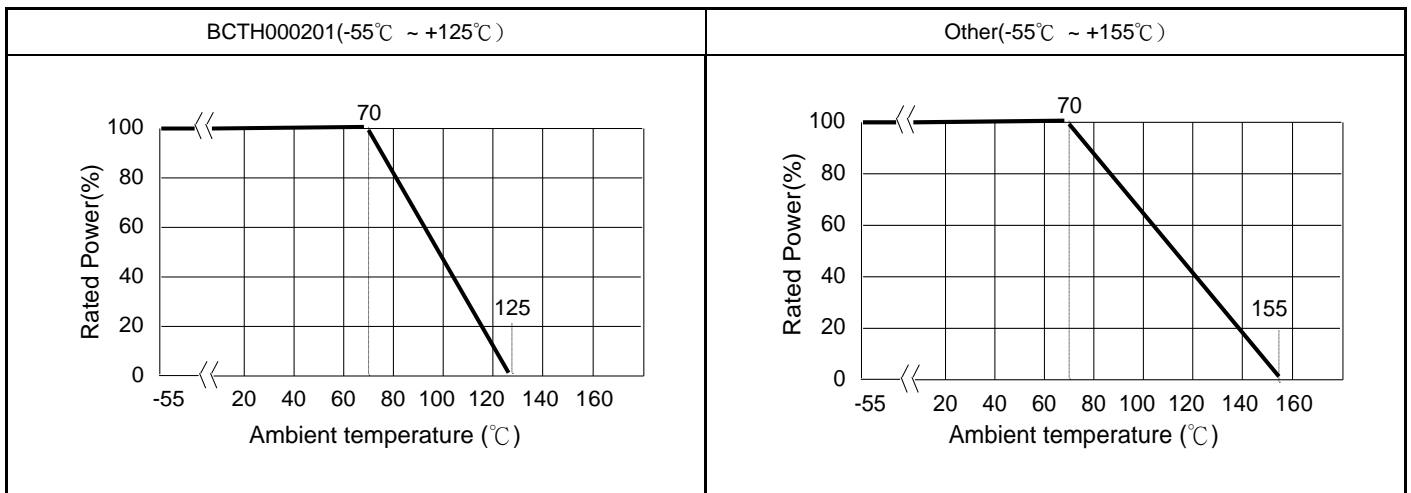 BCTH000201(-55℃ ~ +125℃)
Other(-55℃ ~ +155℃)
70
100
80
60
40
20
0
125
-55 20 40 60 80 100 120 140 160
Rated Power(%)
Ambient temperature (℃)
70
100
80
60
40
20
0
155
-55 20 40 60 80 100 120 140 160
Rated Power(%)
Ambient temperature (℃)